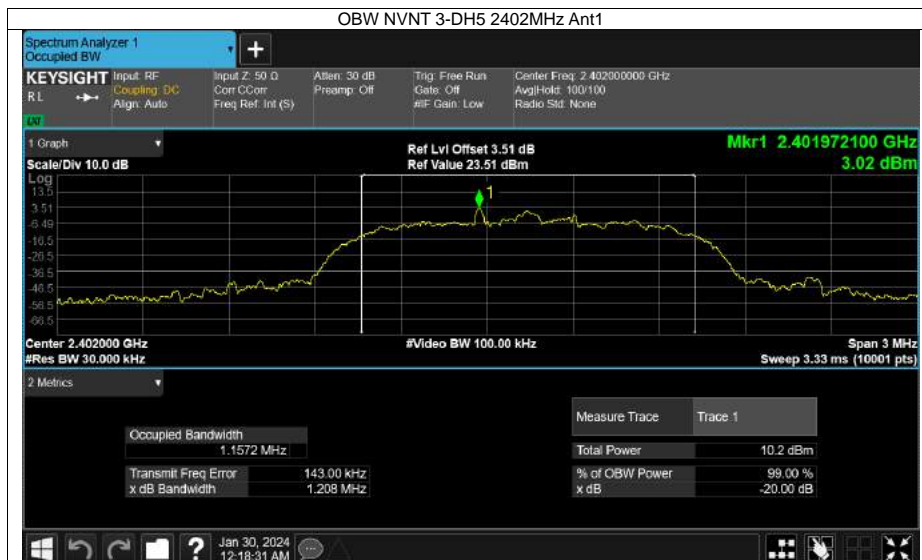 OBW NVNT 3-DH5 2402MHz Ant1
Spectrum Analyzer 1
Occupied BW
+
KEYSIGHT
RL
Input: RF
Coupling: DC
Align: Auto
Input Z: 50 Ω
Corr CCorr
Freq Ref: Int (S)
Atten: 30 dB
Preamp: Off
Trig: Free Run
Gate: Off
#IF Gain: Low
Center Freq: 2.402000000 GHz
Avg|Hold: 100/100
Radio Std: None
1 Graph
Scale/Div 10.0 dB
Ref Lvl Offset 3.51 dB
Ref Value 23.51 dBm
Mkr1 2.401972100 GHz
3.02 dBm
Log
13.5
3.51
-6.49
-16.5
-26.5
-36.5
-46.5
-56.5
-66.5
1
Center 2.402000 GHz
#Res BW 30.000 kHz
#Video BW 100.00 kHz
Span 3 MHz
Sweep 3.33 ms (10001 pts)
2 Metrics
Measure Trace Trace 1
Occupied Bandwidth
1.1572 MHz
Total Power 10.2 dBm
Transmit Freq Error 143.00 kHz
x dB Bandwidth 1.208 MHz
% of OBW Power 99.00 %
x dB -20.00 dB
?
Jan 30, 2024
12:18:31 AM